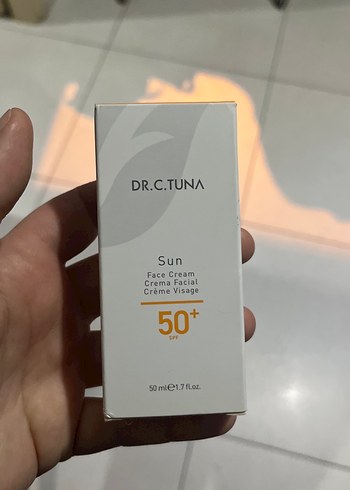 DR.C.TUNA
Sun
Face Cream
Crema Facial
Crème Visage
50+
SPF
50 ml℮1.7 fl.oz.